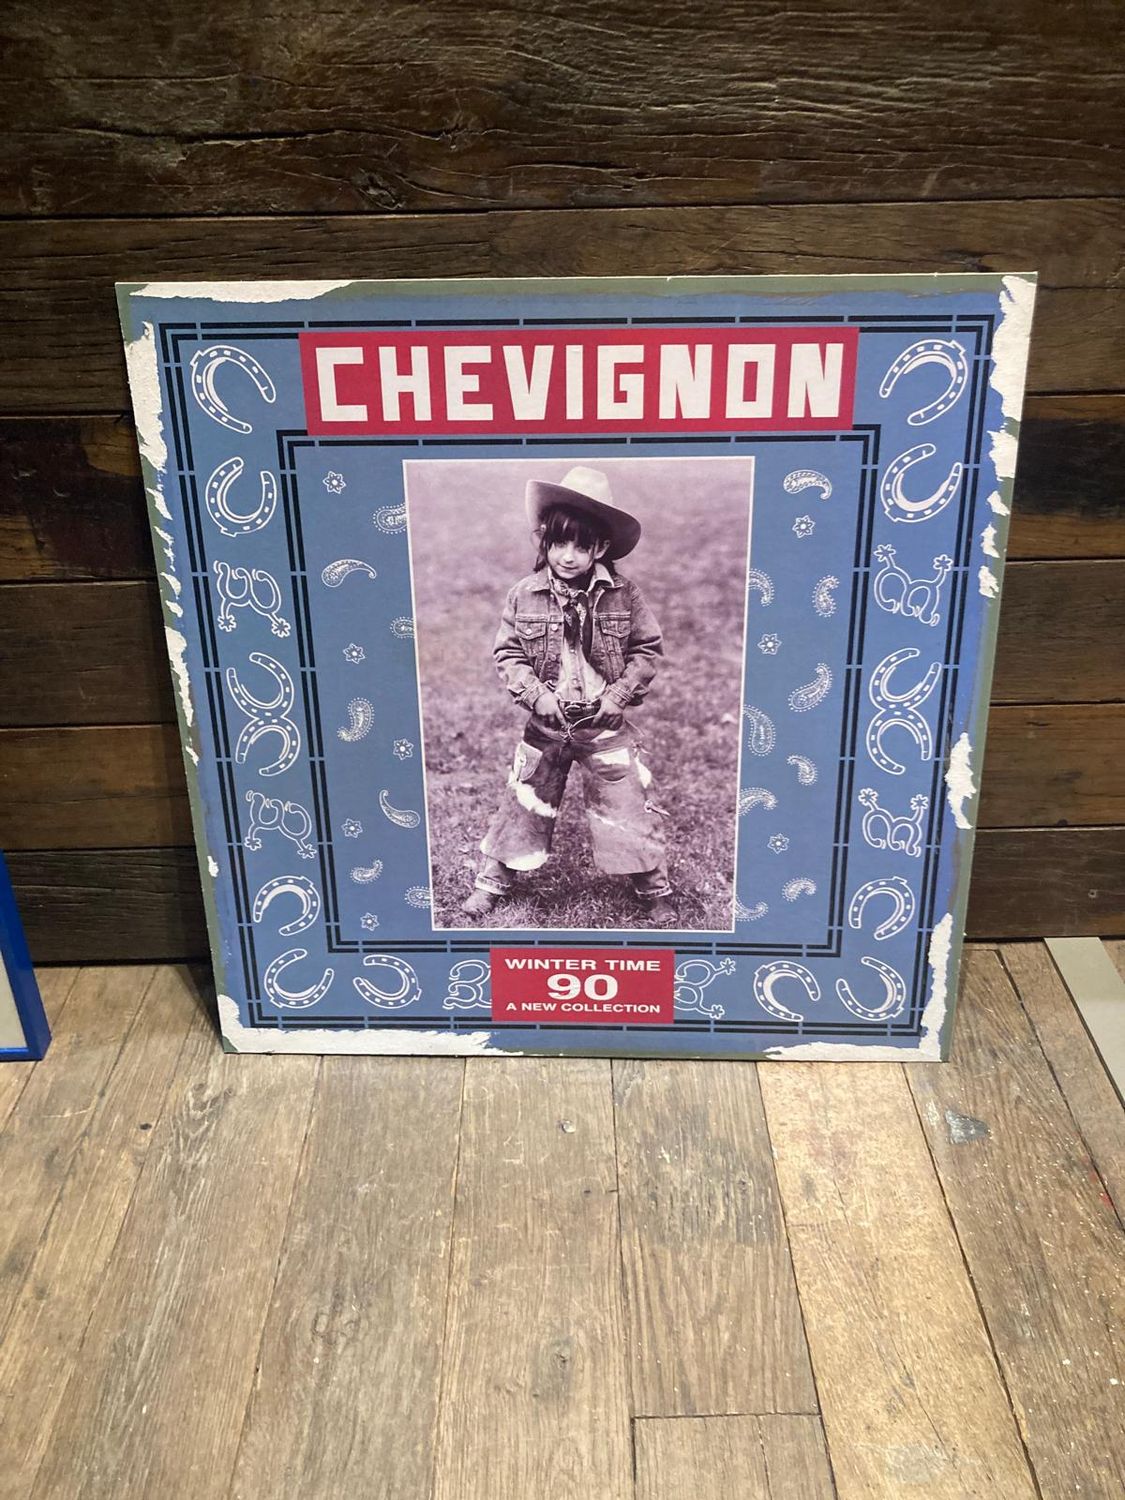 CHEVIGNON
WINTER TIME
90
A NEW COLLECTION